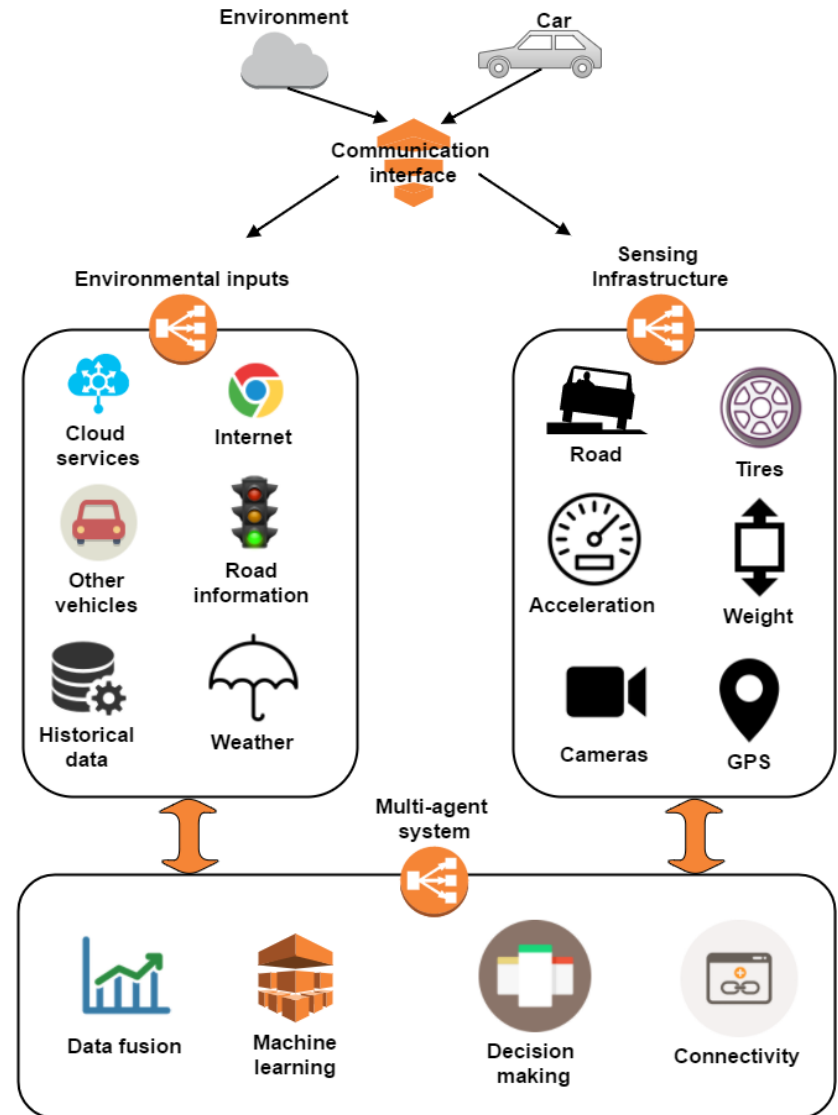 Environment
Car
Communication
interface
Environmental inputs
Sensing
Infrastructure
Cloud
services
Internet
Other
vehicles
Road
information
Historical
data
Weather
Road
Tires
Acceleration
Weight
Cameras
GPS
Multi-agent
system
Data fusion
Machine
learning
Decision
making
Connectivity